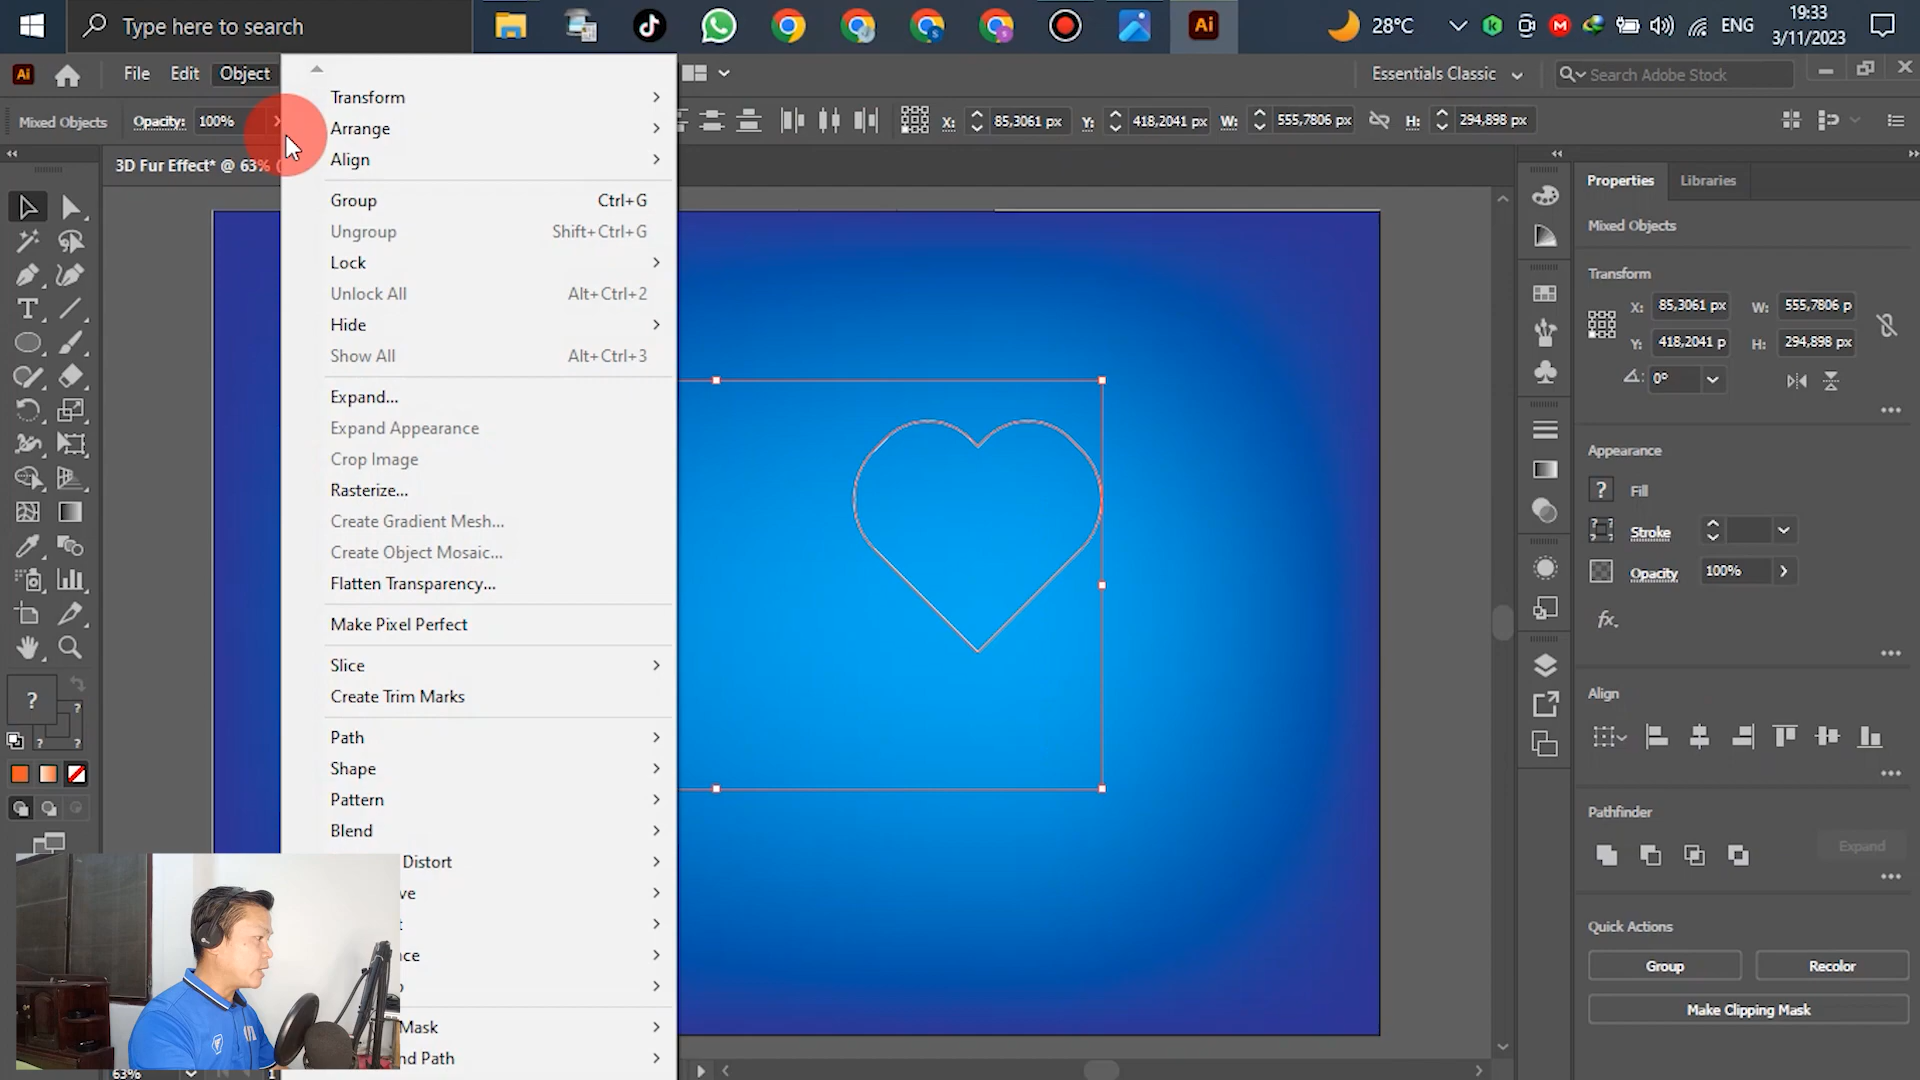 Type here to search
28°C
ENG
19:33
3/11/2023
Ai
File
Edit
Object
Essentials Classic
Search Adobe Stock
Mixed Objects
Opacity:
100%
X:
85,3061 px
Y:
418,2041 px
W:
555,7806 px
H:
294,898 px
3D Fur Effect* @ 63%
Transform
Arrange
Align
Group Ctrl+G
Ungroup Shift+Ctrl+G
Lock
Unlock All Alt+Ctrl+2
Hide
Show All Alt+Ctrl+3
Expand...
Expand Appearance
Crop Image
Rasterize...
Create Gradient Mesh...
Create Object Mosaic...
Flatten Transparency...
Make Pixel Perfect
Slice
Create Trim Marks
Path
Shape
Pattern
Blend
Distort
Mask
63%
Properties
Libraries
Mixed Objects
Transform
X:
85,3061 px
W:
555,7806 p
Y:
418,2041 p
H:
294,898 px
0°
Appearance
? Fill
Stroke
Opacity
100%
fx.
Align
Pathfinder
Expand
Quick Actions
Group
Recolor
Make Clipping Mask